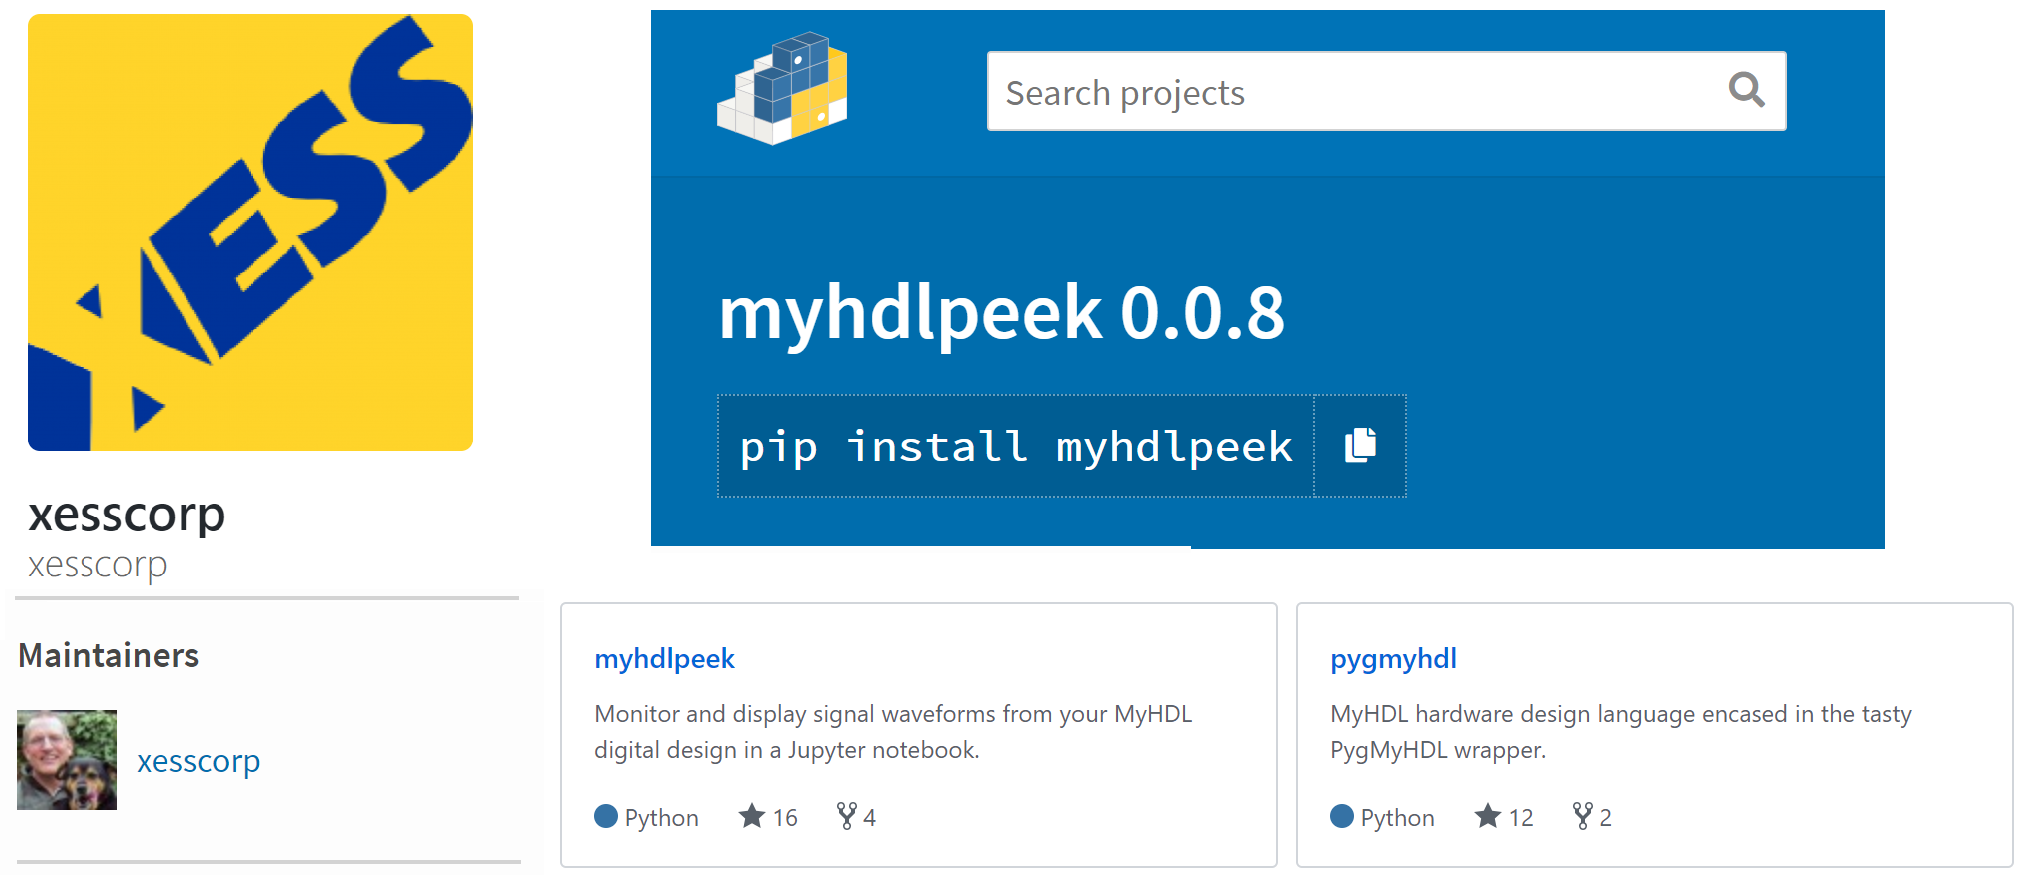 XESS
xesscorp
xesscorp
Maintainers
xesscorp
Search projects
myhdlpeek 0.0.8
pip install myhdlpeek
myhdlpeek
Monitor and display signal waveforms from your MyHDL
digital design in a Jupyter notebook.
Python 16 4
pygmyhdl
MyHDL hardware design language encased in the tasty
PygMyHDL wrapper.
Python 12 2